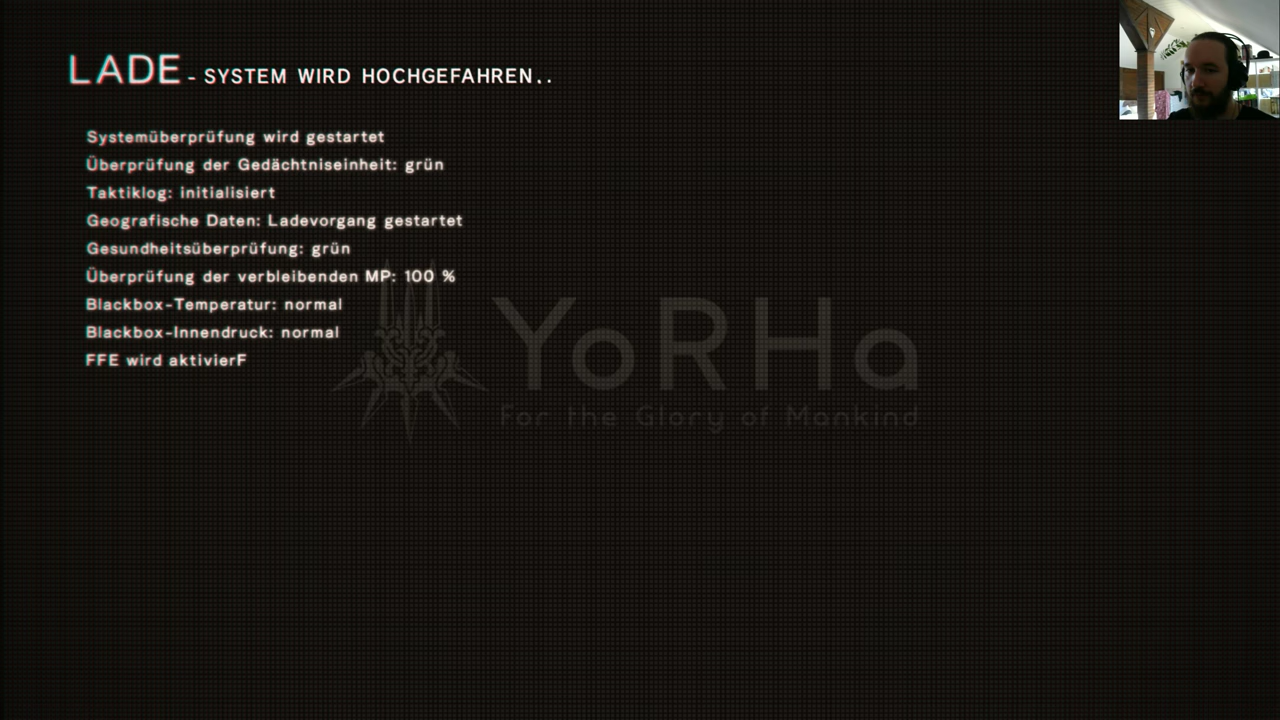 LADE - SYSTEM WIRD HOCHGEFAHREN..
Systemüberprüfung wird gestartet
Überprüfung der Gedächtniseinheit: grün
Taktiklog: initialisiert
Geografische Daten: Ladevorgang gestartet
Gesundheitsüberprüfung: grün
Überprüfung der verbleibenden MP: 100 %
Blackbox-Temperatur: normal
Blackbox-Innendruck: normal
FFE wird aktivierF
YoRHa
For the Glory of Mankind